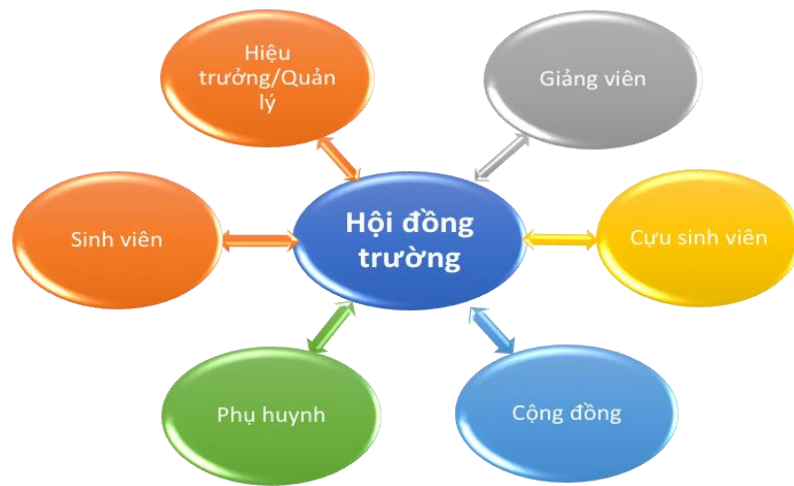 Hiệu
trưởng/Quản
lý
Giảng viên
Sinh viên
Hội đồng
trường
Cựu sinh viên
Phụ huynh
Cộng đồng